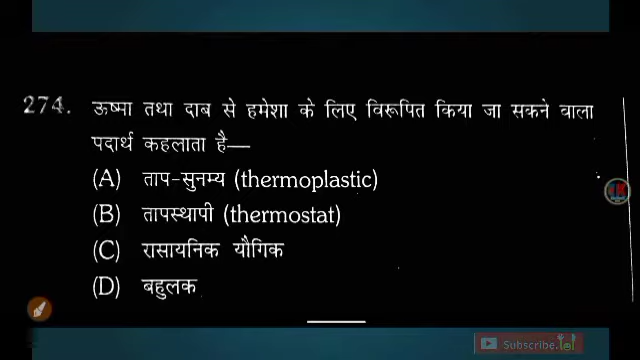 274. ऊष्मा तथा दाब से हमेशा के लिए विरूपित किया जा सकने वाला
पदार्थ कहलाता है—
(A) ताप-सुनम्य (thermoplastic)
(B) तापस्थापी (thermostat)
(C) रासायनिक यौगिक
(D) बहुलक
Subscribe